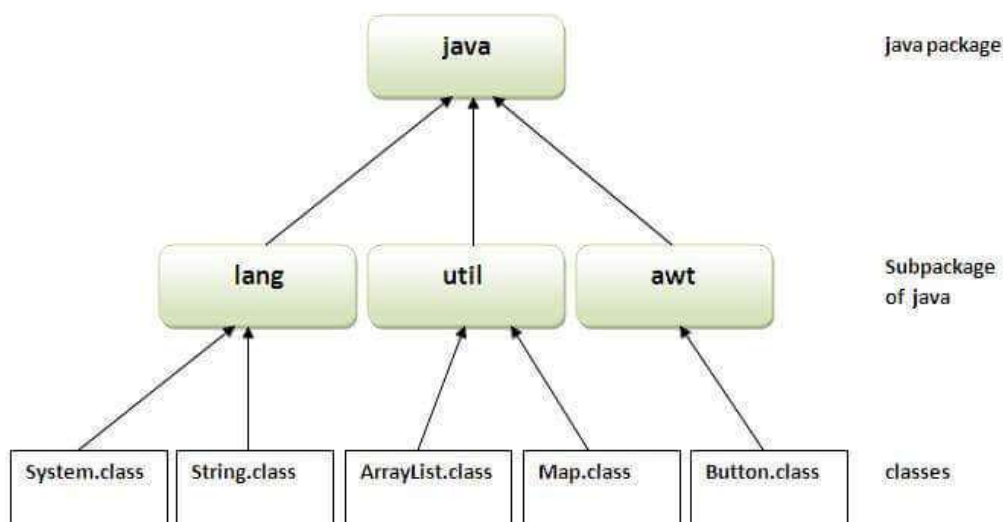 java
java package
lang
util
awt
Subpackage
of java
System.class
String.class
ArrayList.class
Map.class
Button.class
classes